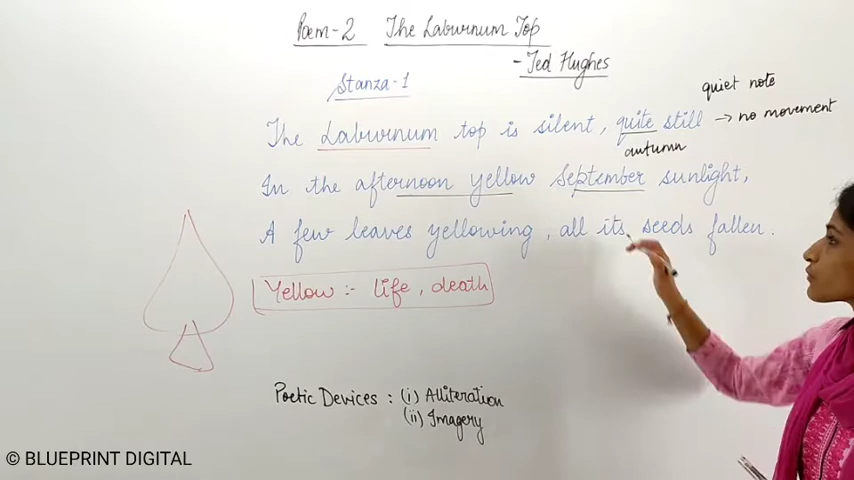 Poem-2 The Laburnum Top
- Ted Hughes
Stanza-1
quiet note
The Laburnum top is silent, quite still → no movement
autumn
In the afternoon yellow September sunlight,
A few leaves yellowing, all its seeds fallen.
Yellow :- life, death
Poetic Devices : (i) Alliteration
(ii) Imagery
© BLUEPRINT DIGITAL